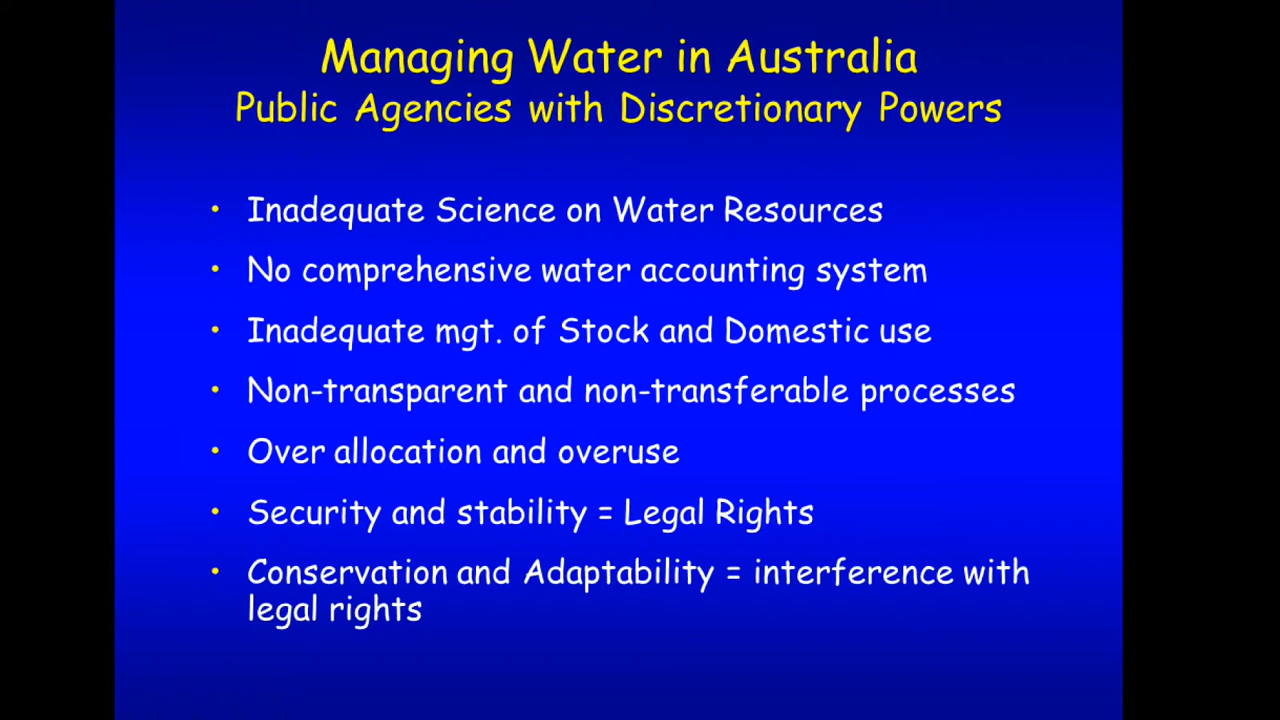 Managing Water in Australia
Public Agencies with Discretionary Powers
• Inadequate Science on Water Resources
• No comprehensive water accounting system
• Inadequate mgt. of Stock and Domestic use
• Non-transparent and non-transferable processes
• Over allocation and overuse
• Security and stability = Legal Rights
• Conservation and Adaptability = interference with
legal rights